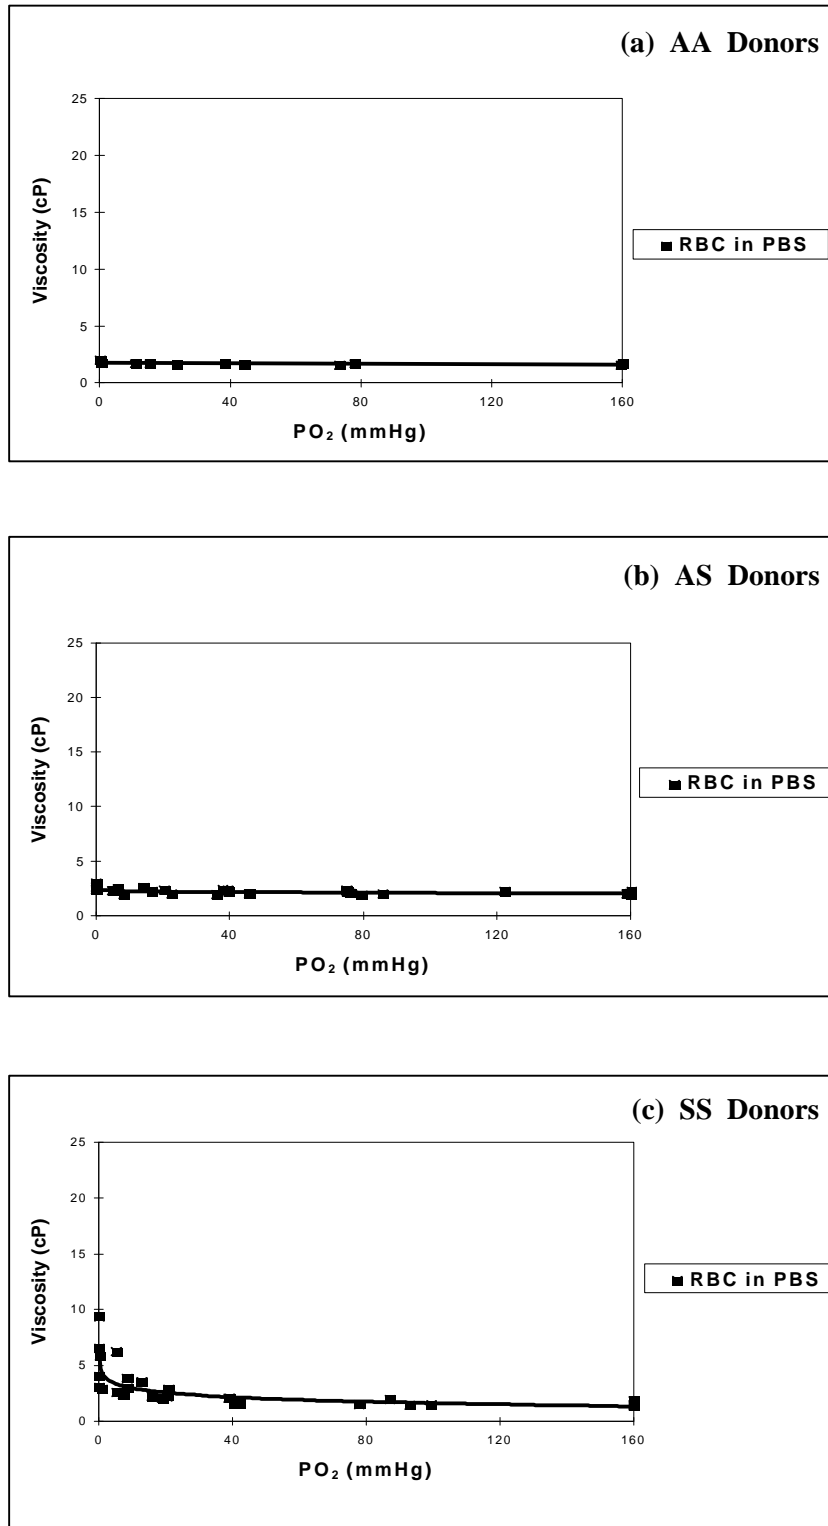 (a) AA Donors
25
20
15
10
5
0
Viscosity (cP)
0 40 80 120 160
PO₂ (mmHg)
RBC in PBS
(b) AS Donors
25
20
15
10
5
0
Viscosity (cP)
0 40 80 120 160
PO₂ (mmHg)
RBC in PBS
(c) SS Donors
25
20
15
10
5
0
Viscosity (cP)
0 40 80 120 160
PO₂ (mmHg)
RBC in PBS